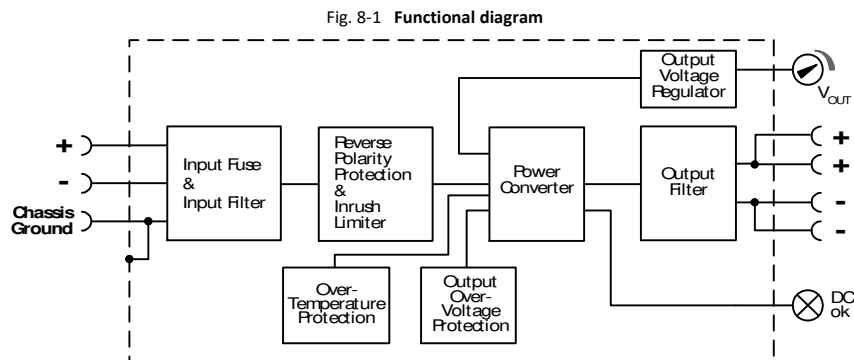 Fig. 8-1 Functional diagram
Output
Voltage
Regulator
VOUT
+
-
Chassis
Ground
Input Fuse
&
Input Filter
Reverse
Polarity
Protection
&
Inrush
Limiter
Power
Converter
Output
Filter
+
+
-
-
Over-
Temperature
Protection
Output
Over-
Voltage
Protection
DC
ok